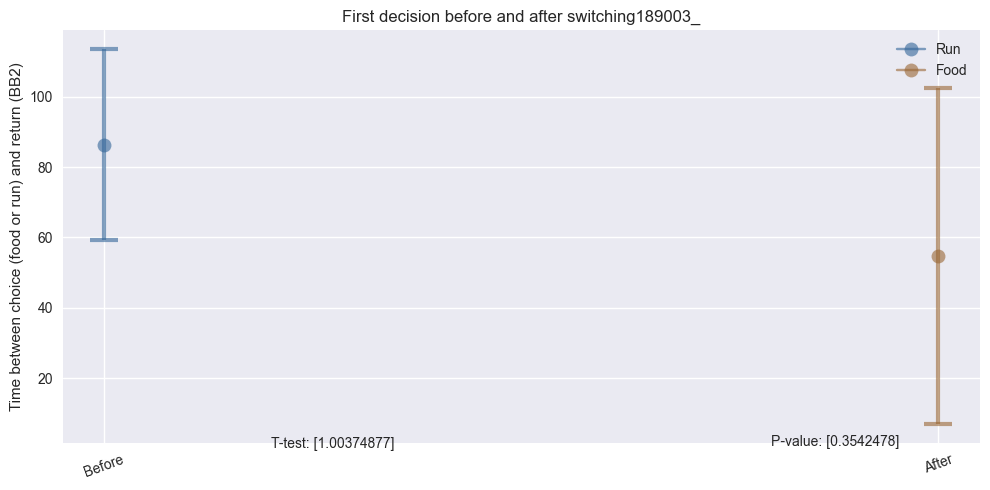 First decision before and after switching189003_
Time between choice (food or run) and return (BB2)
Run
Food
100
80
60
40
20
T-test: [1.00374877]
P-value: [0.3542478]
Before
After